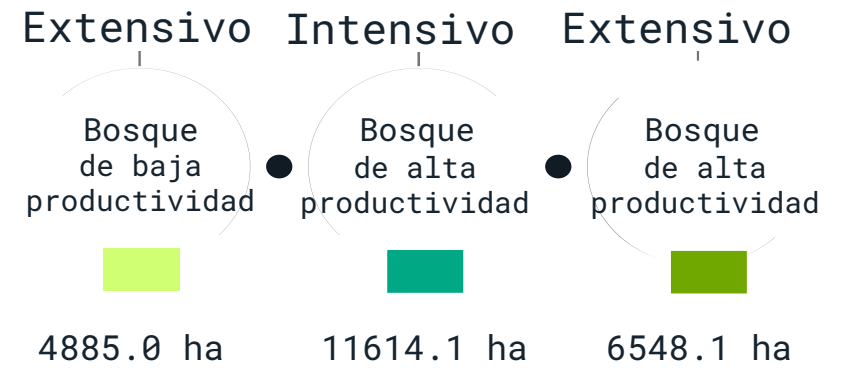 Extensivo
Bosque
de baja
productividad
4885.0 ha
Intensivo
Bosque
de alta
productividad
11614.1 ha
Extensivo
Bosque
de alta
productividad
6548.1 ha